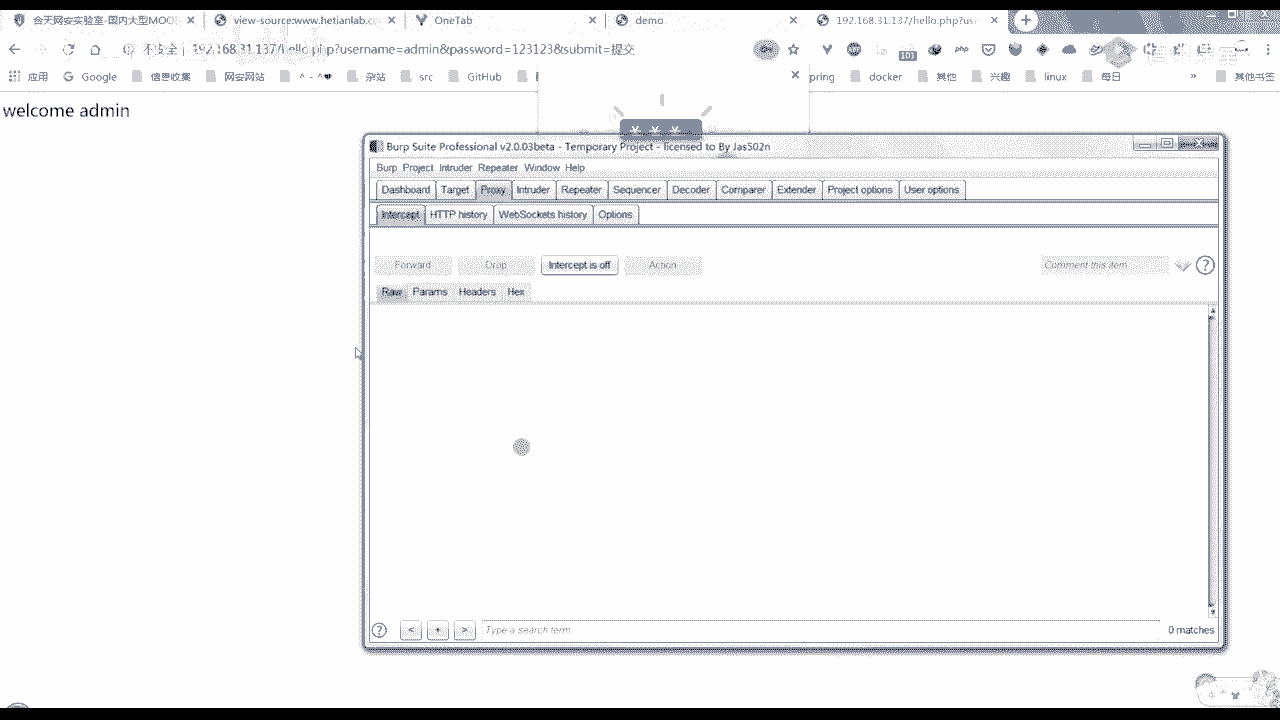 合天网安实验室-国内大型MOO
view-source:www.hetianlab.c
OneTab
demo
192.168.31.137/hello.php?us
不安全 | 192.168.31.137/hello.php?username=admin&password=123123&submit=提交
101
应用
Google
信息收集
网安网站
^ - ^
杂站
src
GitHub
pring
docker
其他
兴趣
linux
每日
»
其他书签
welcome admin
***
Burp Suite Professional v2.0.03beta - Temporary Project - licensed to By Jas502n
Burp Project Intruder Repeater Window Help
Dashboard Target Proxy Intruder Repeater Sequencer Decoder Comparer Extender Project options User options
Intercept HTTP history WebSockets history Options
Forward Drop Intercept is off Action Comment this item ?
Raw Params Headers Hex
? < + > Type a search term 0 matches